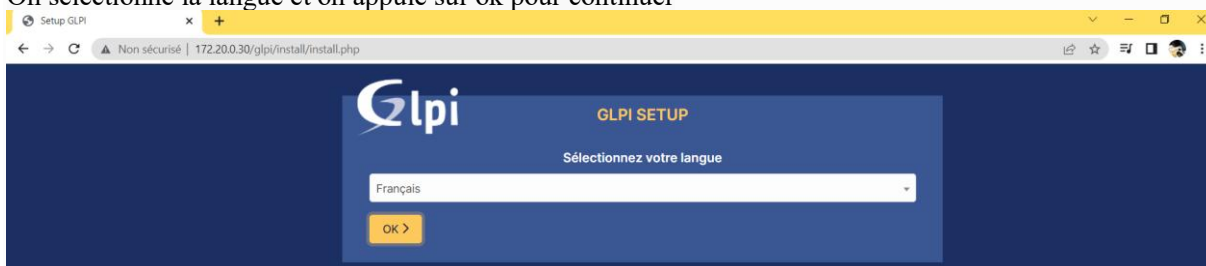 On sélectionne la langue et on appuie sur ok pour continuer
Setup GLPI
Non sécurisé | 172.20.0.30/glpi/install/install.php
Glpi
GLPI SETUP
Sélectionnez votre langue
Français
OK >